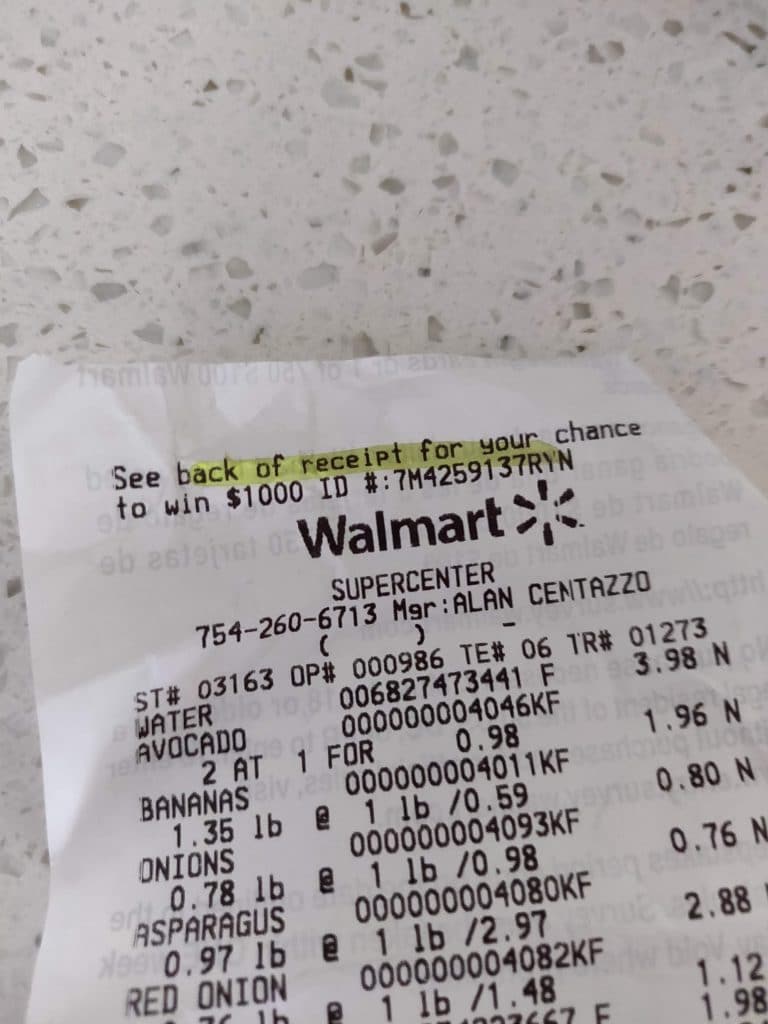 See back of receipt for your chance
to win $1000 ID #:7M4259137RYN
Walmart
SUPERCENTER
754-260-6713 Mgr:ALAN CENTAZZO
( ) -
ST# 03163 OP# 000986 TE# 06 TR# 01273
WATER 006827473441 F 3.98 N
AVOCADO 000000004046KF
2 AT 1 FOR 0.98 1.96 N
BANANAS 000000004011KF
1.35 lb @ 1 lb /0.59 0.80 N
ONIONS 000000004093KF
0.78 lb @ 1 lb /0.98 0.76 N
ASPARAGUS 000000004080KF
0.97 lb @ 1 lb /2.97 2.88
RED ONION 000000004082KF
lb @ 1 lb /1.48 1.12
F 1.98